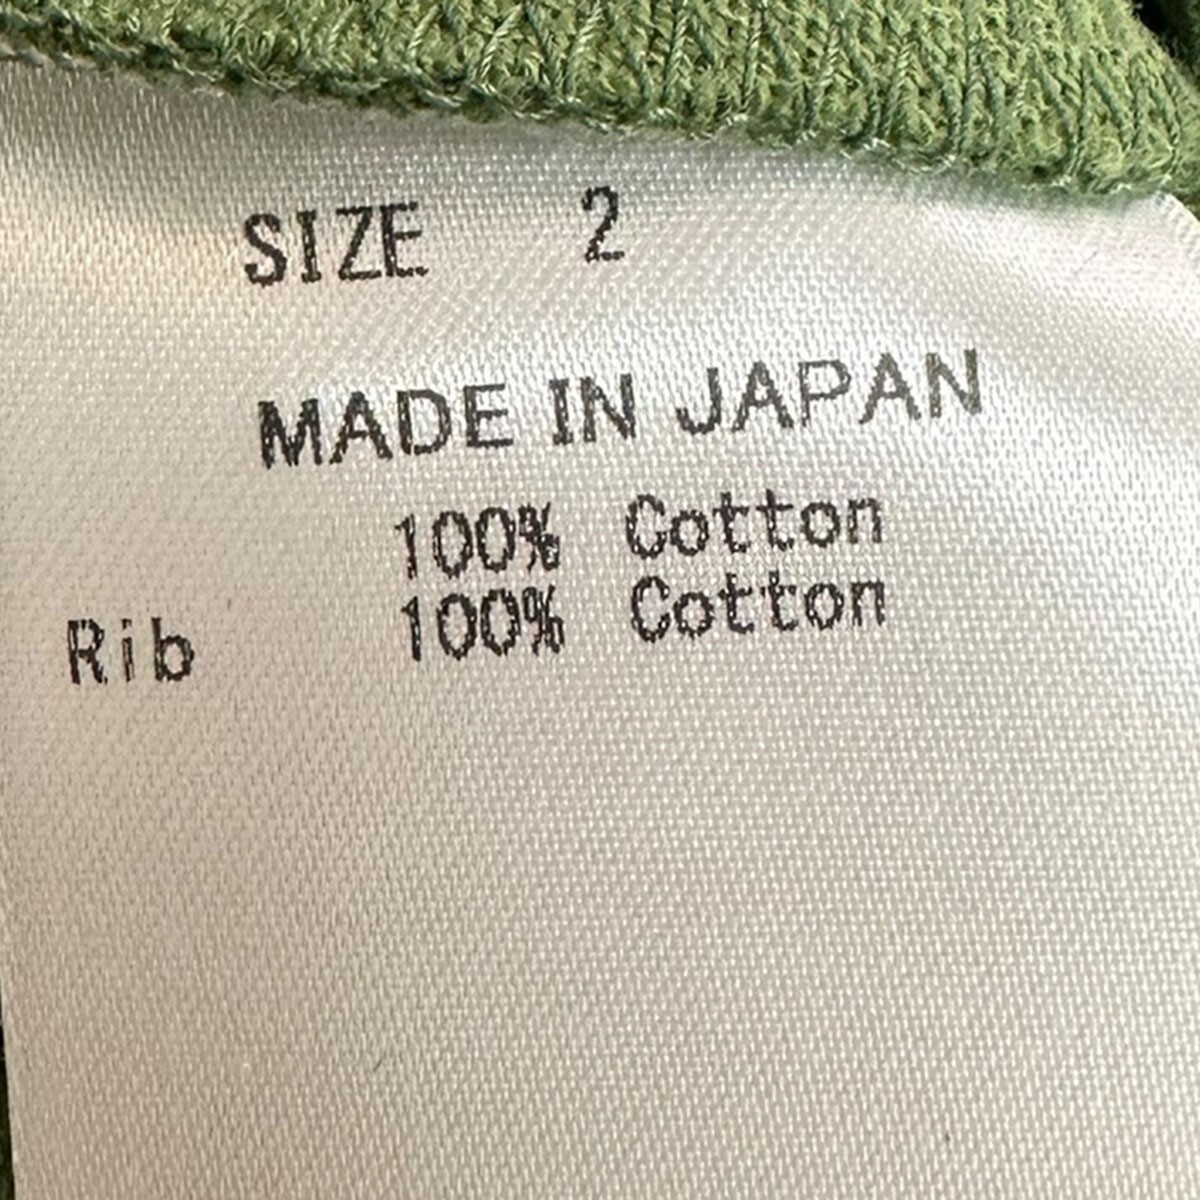 SIZE 2
MADE IN JAPAN
100% Cotton
Rib 100% Cotton